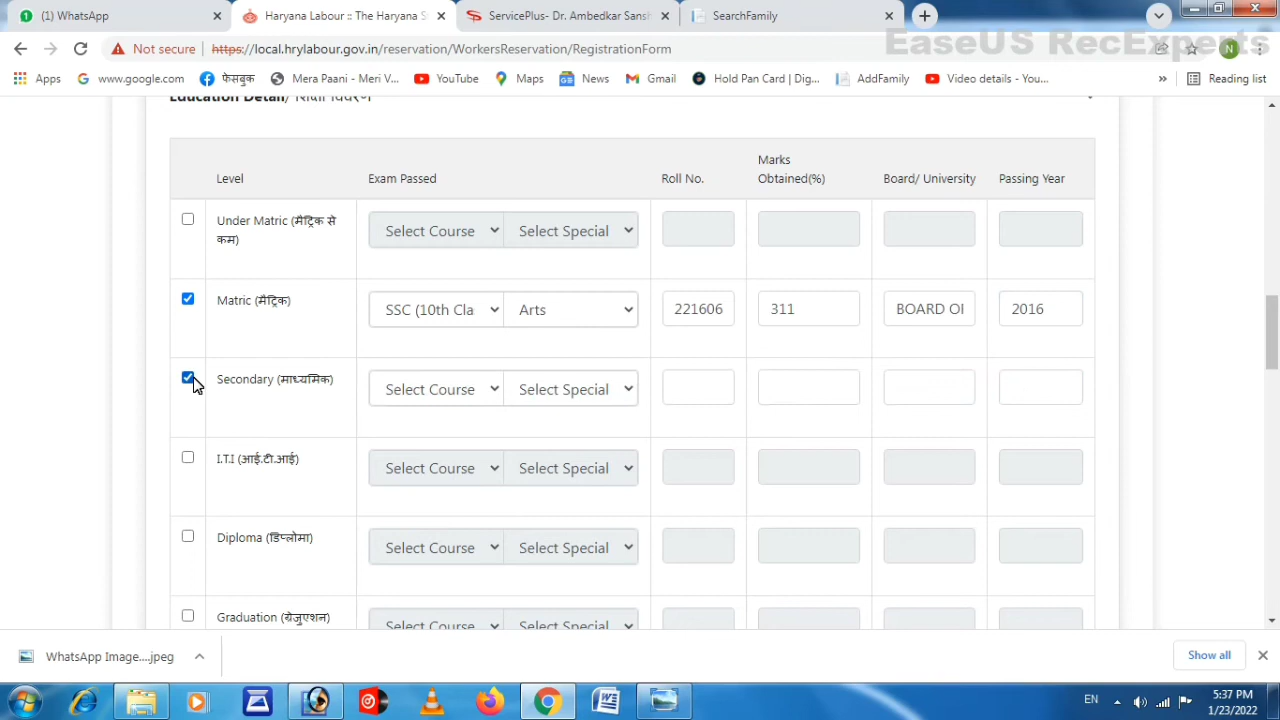 (1) WhatsApp
Haryana Labour :: The Haryana S
ServicePlus- Dr. Ambedkar Sansh
SearchFamily
Not secure
https://local.hrylabour.gov.in/reservation/WorkersReservation/RegistrationForm
EaseUS RecExperts
N
Apps
www.google.com
फेसबुक
Mera Paani - Meri V...
YouTube
Maps
News
Gmail
Hold Pan Card | Dig...
AddFamily
Video details - You...
»
Reading list
Education Detail/ शिक्षा विवरण
Level
Exam Passed
Roll No.
Marks
Obtained(%)
Board/ University
Passing Year
Under Matric (मैट्रिक से
कम)
Select Course
Select Special
Matric (मैट्रिक)
SSC (10th Cla
Arts
221606
311
BOARD OI
2016
Secondary (माध्यमिक)
Select Course
Select Special
I.T.I (आई.टी.आई)
Select Course
Select Special
Diploma (डिप्लोमा)
Select Course
Select Special
Graduation (ग्रेजुएशन)
Select Course
Select Special
WhatsApp Image....jpeg
Show all
EN
5:37 PM
1/23/2022